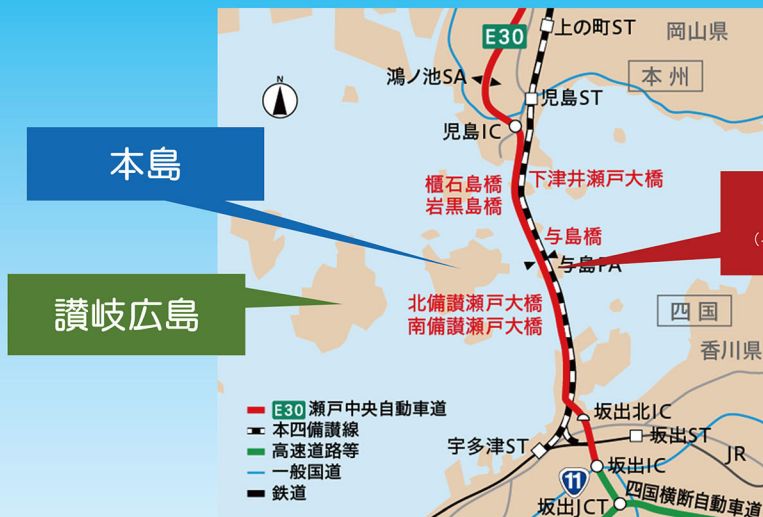 E30
上の町ST
岡山県
鴻ノ池SA
本州
N
児島ST
児島IC
本島
櫃石島橋
岩黒島橋
下津井瀬戸大橋
与島橋
与島PA
讃岐広島
北備讃瀬戸大橋
南備讃瀬戸大橋
四国
香川県
E30 瀬戸中央自動車道
本四備讃線
高速道路等
一般国道
鉄道
坂出北IC
坂出ST
宇多津ST
JR
坂出IC
11
四国横断自動車道
坂出JCT